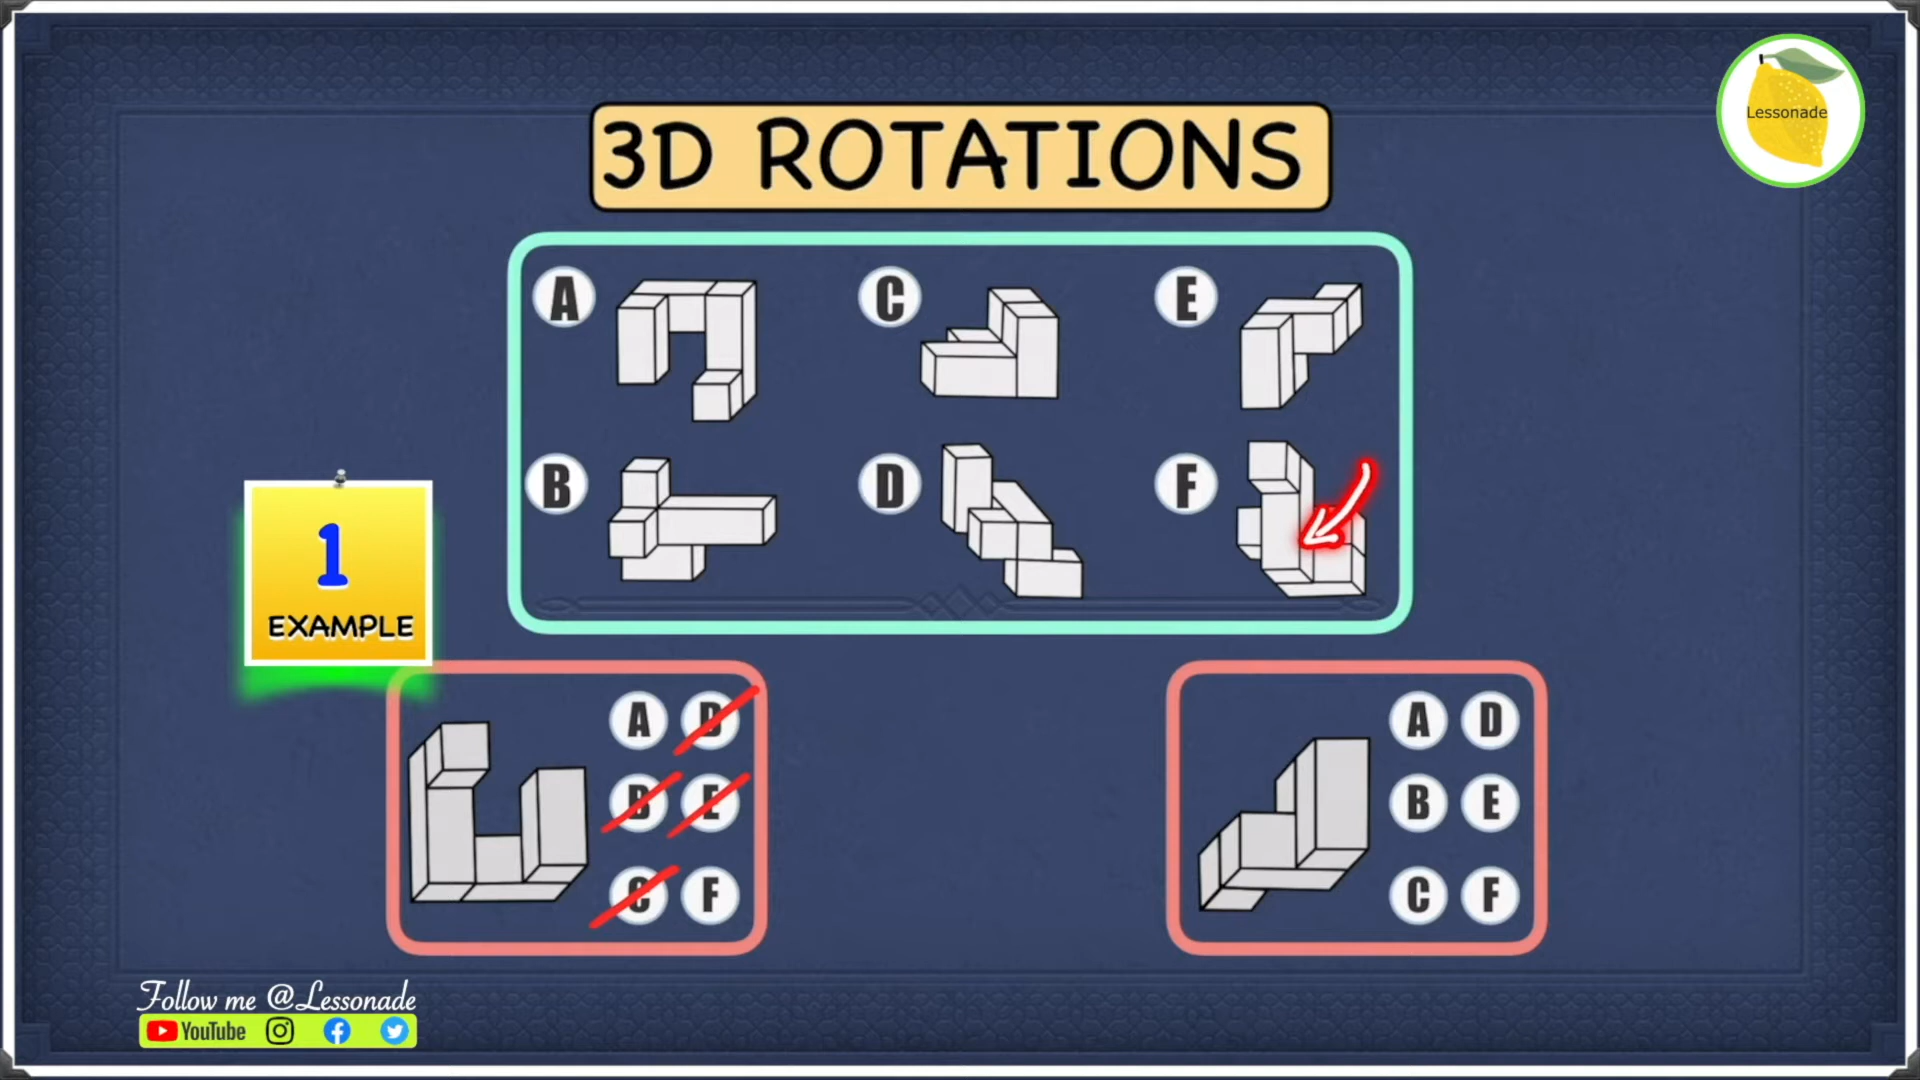 Lessonade
3D ROTATIONS
A
C
E
B
D
F
1
EXAMPLE
A D
B E
C F
A D
B E
C F
Follow me @Lessonade
YouTube